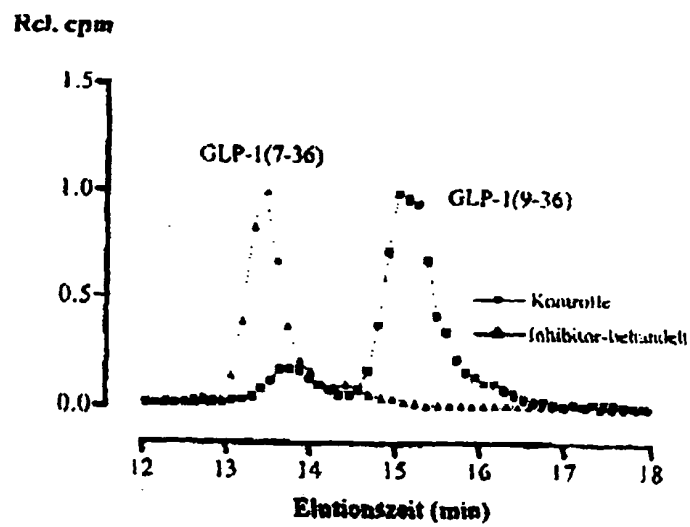 Rel. cpm
1.5
GLP-1(7-36)
1.0
GLP-1(9-36)
0.5
Kontrolle
Inhibitor-behandelt
0.0
12 13 14 15 16 17 18
Elutionszeit (min)